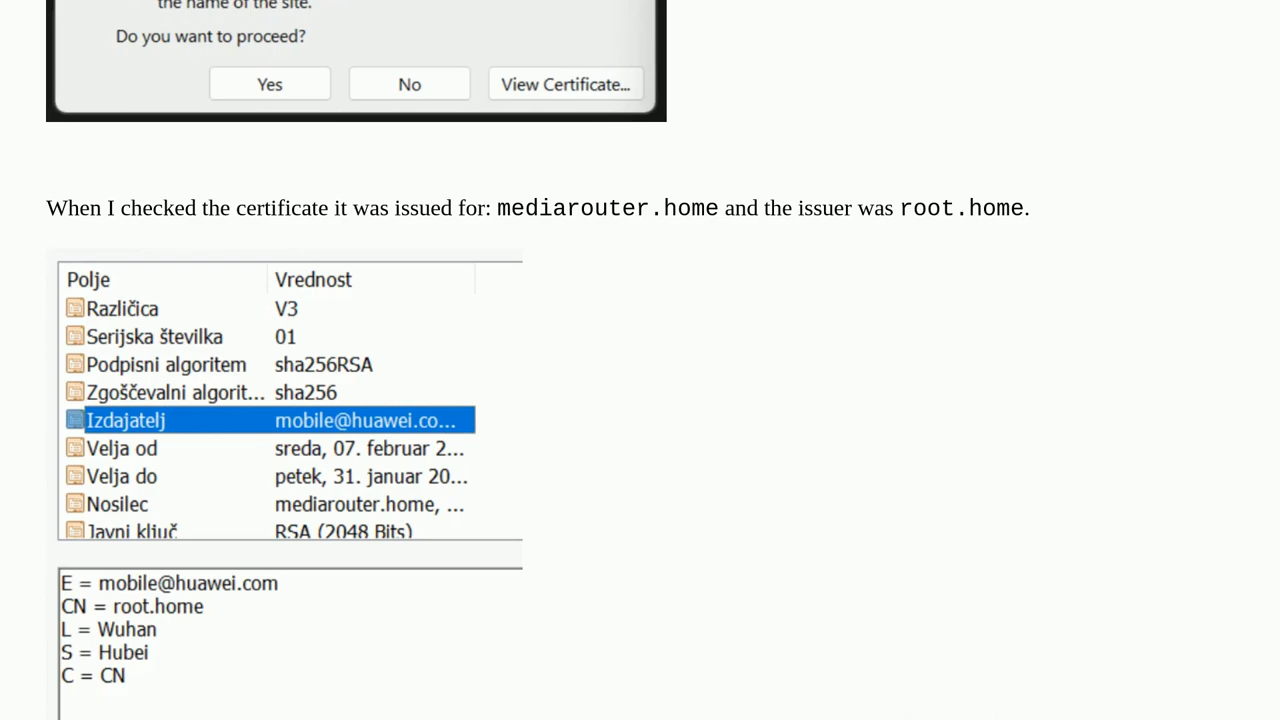 the name of the site.
Do you want to proceed?
Yes No View Certificate...
When I checked the certificate it was issued for: mediarouter.home and the issuer was root.home.
Polje Vrednost
Različica V3
Serijska številka 01
Podpisni algoritem sha256RSA
Zgoščevalni algorit... sha256
Izdajatelj mobile@huawei.co...
Velja od sreda, 07. februar 2...
Velja do petek, 31. januar 20...
Nosilec mediarouter.home, ...
Javni ključ RSA (2048 Bits)
E = mobile@huawei.com
CN = root.home
L = Wuhan
S = Hubei
C = CN